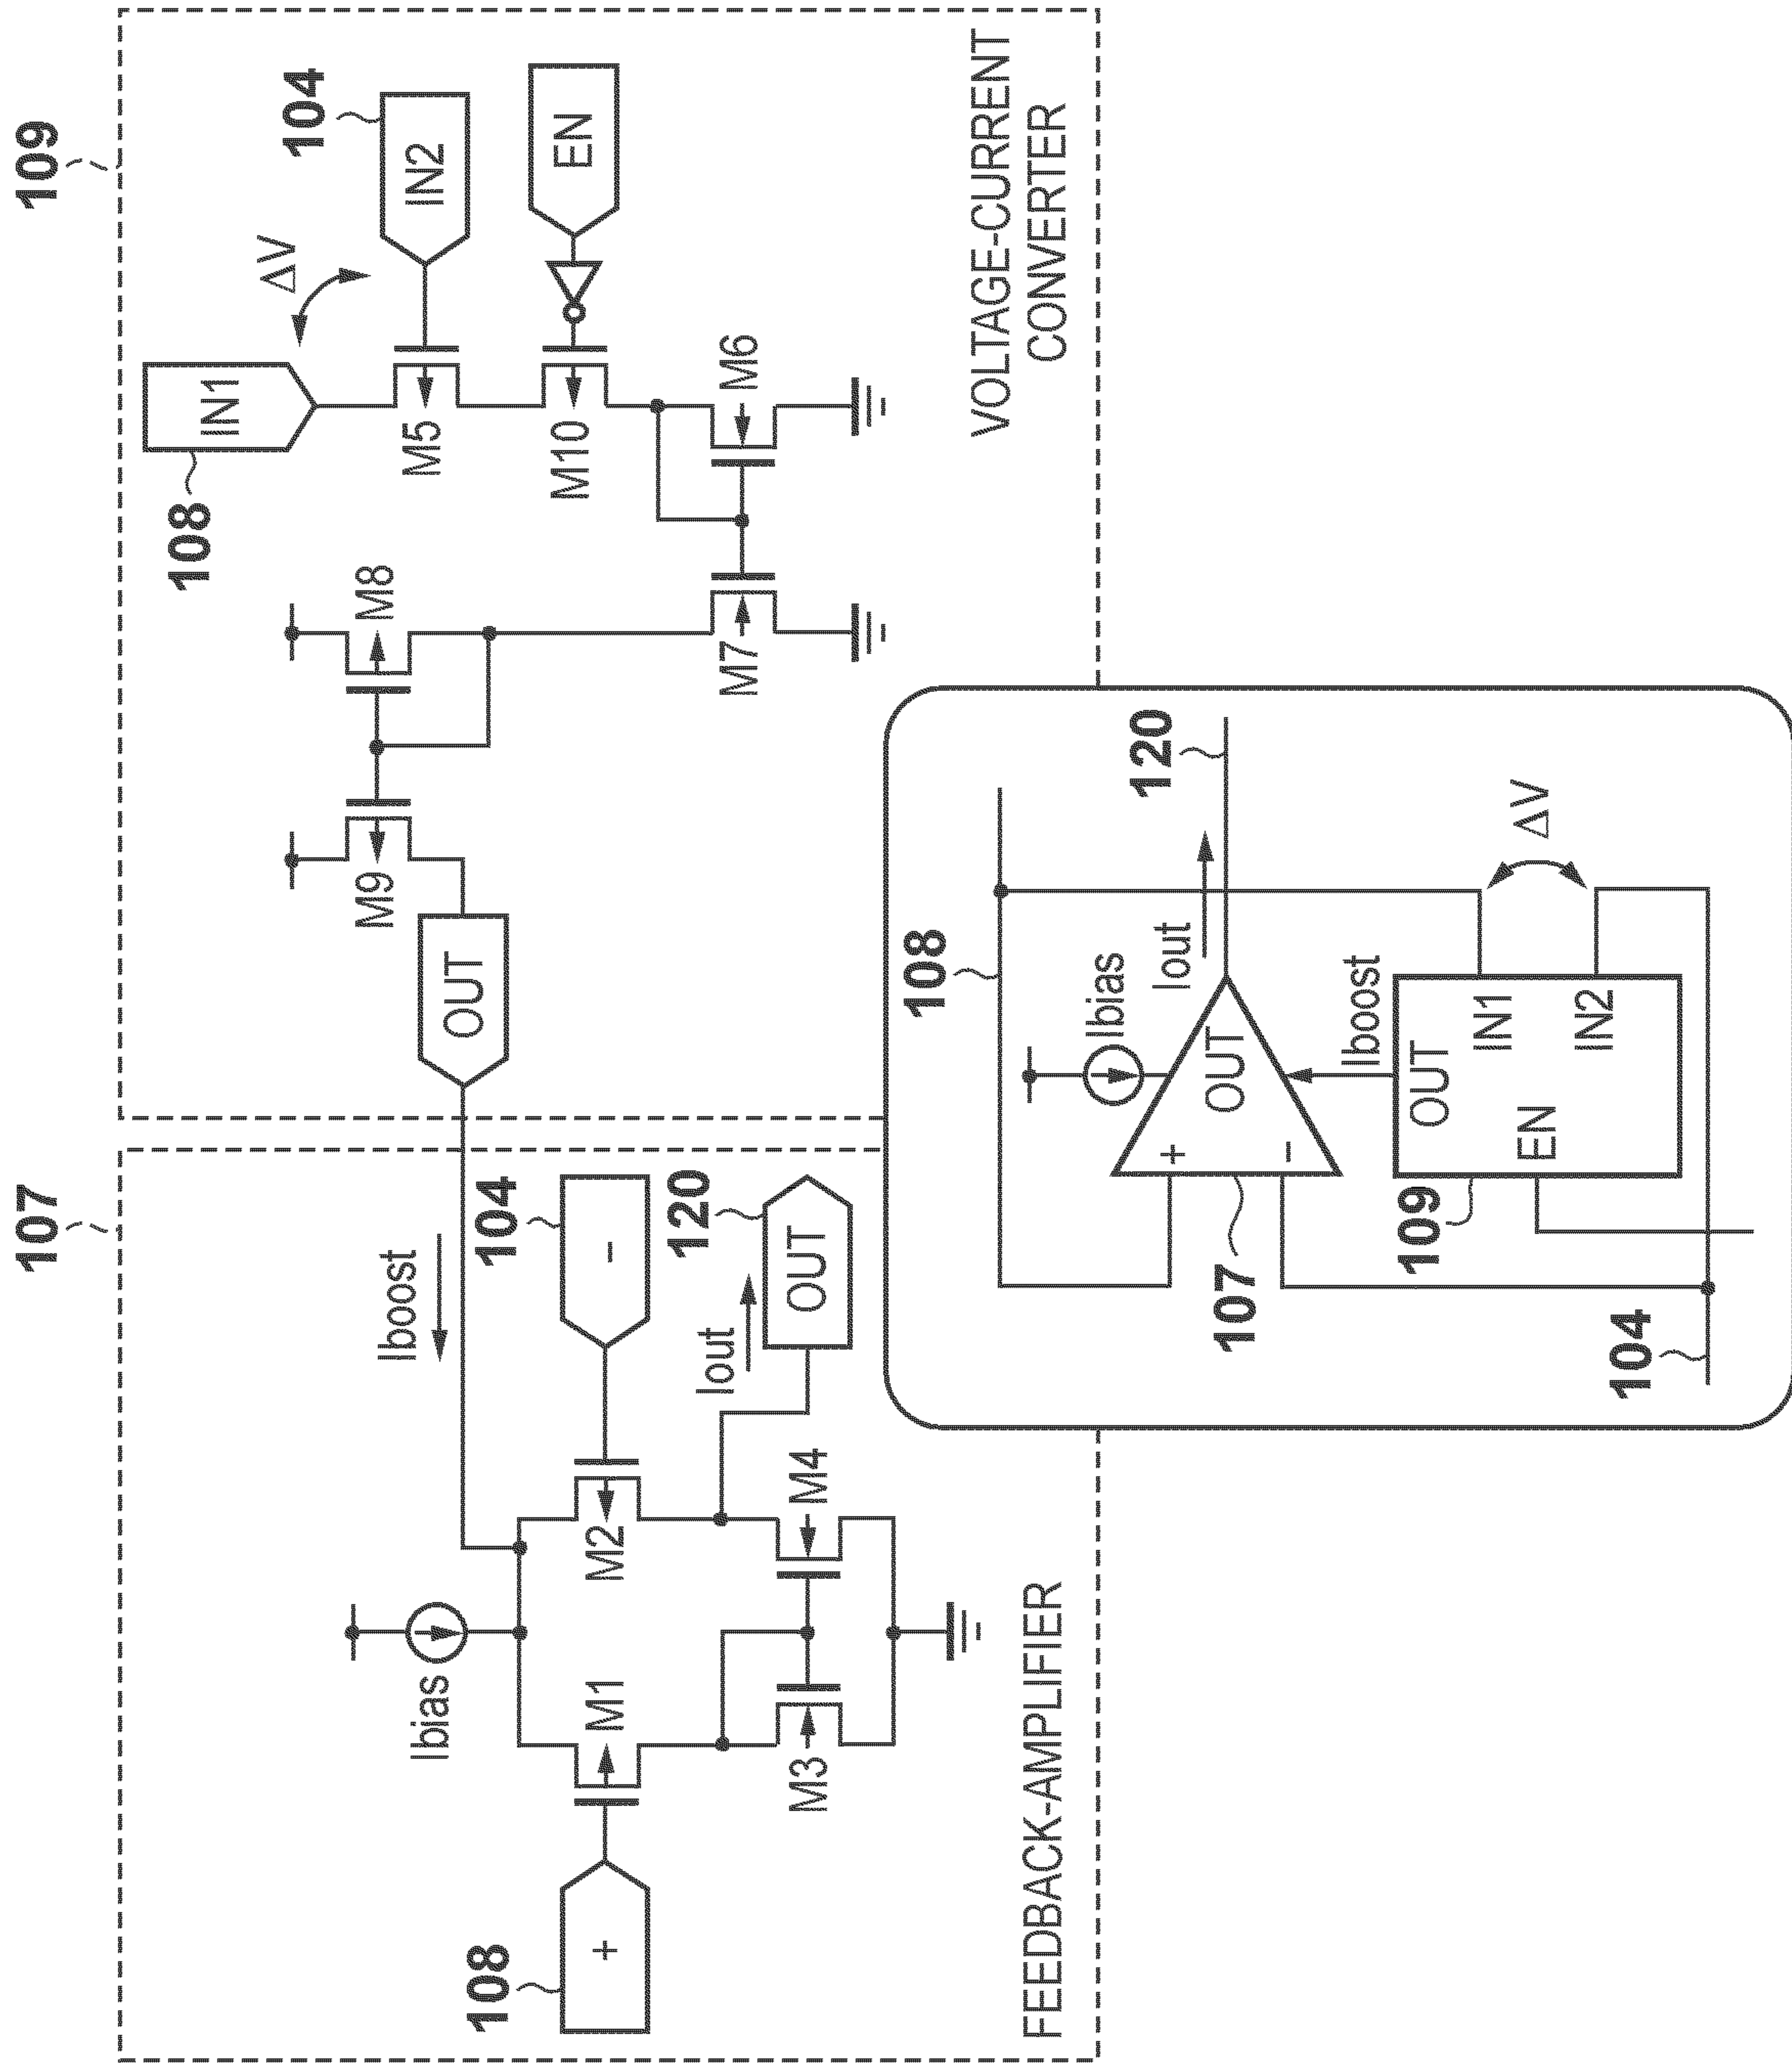 107
109
Iboost
Ibias
108
+
M1
M2
104
-
120
OUT
Iout
M3
M4
FEEDBACK-AMPLIFIER
OUT
M9
M8
108
IN1
ΔV
104
IN2
M5
EN
M10
M7
M6
VOLTAGE-CURRENT
CONVERTER
108
Ibias
Iout
120
+
-
OUT
107
Iboost
109
OUT
EN
IN1
IN2
ΔV
104